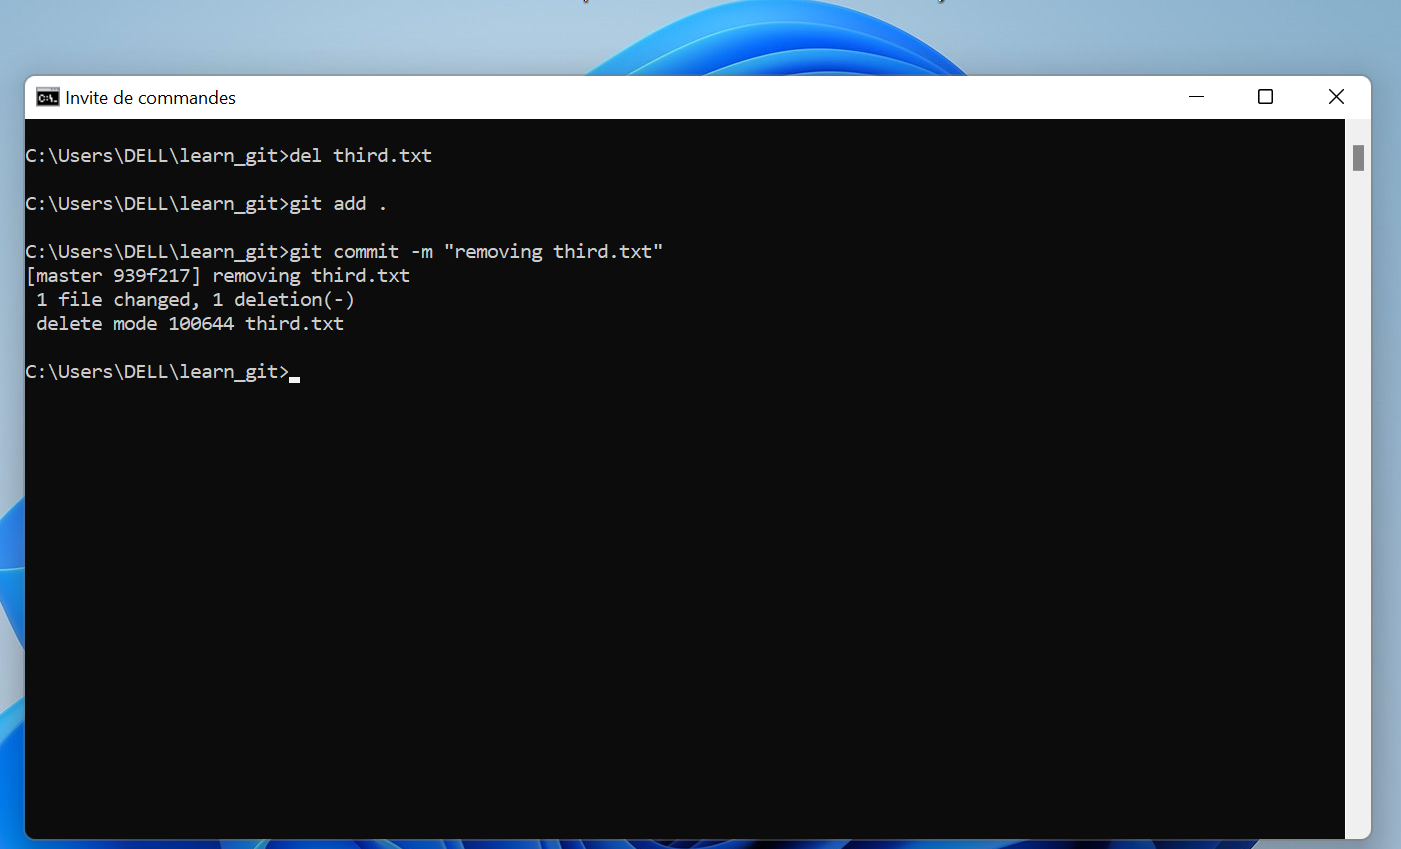 Invite de commandes
C:\Users\DELL\learn_git>del third.txt
C:\Users\DELL\learn_git>git add .
C:\Users\DELL\learn_git>git commit -m "removing third.txt"
[master 939f217] removing third.txt
 1 file changed, 1 deletion(-)
 delete mode 100644 third.txt
C:\Users\DELL\learn_git>